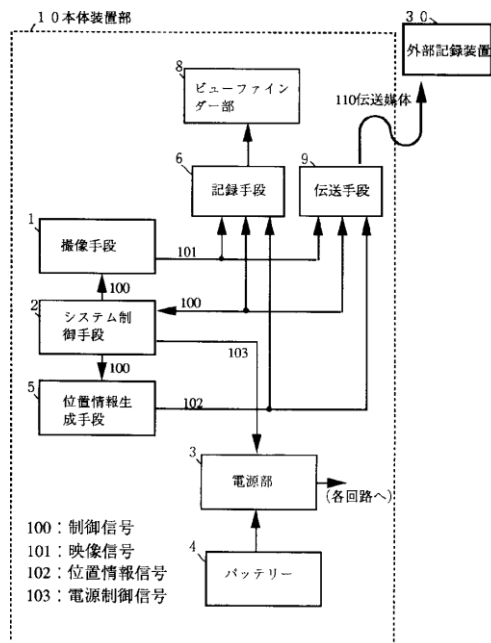 10本体装置部
30
外部記録装置
8
ビューファイン
ダー部
110伝送媒体
6
記録手段
9
伝送手段
1
撮像手段
101
100
2
システム制
御手段
100
103
100
5
位置情報生
成手段
102
3
電源部
(各回路へ)
4
バッテリー
100：制御信号
101：映像信号
102：位置情報信号
103：電源制御信号